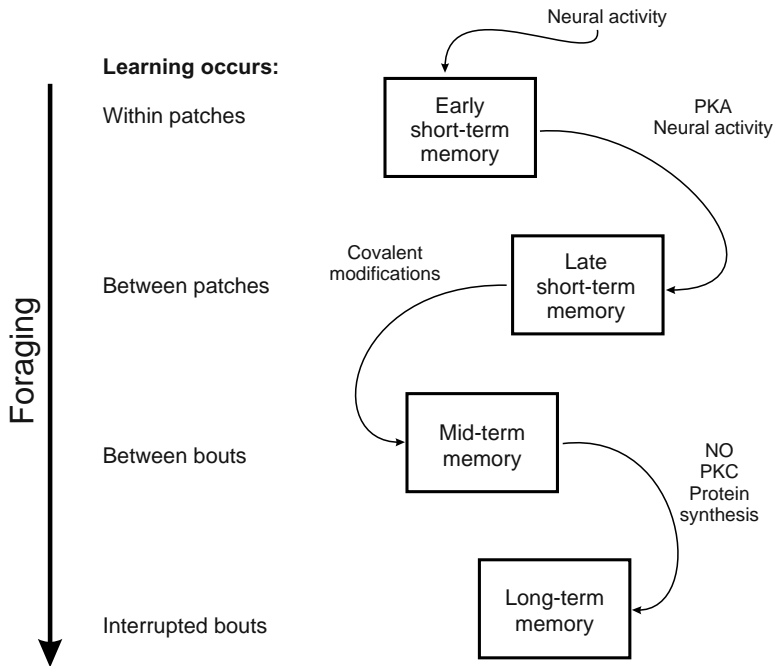 Neural activity
Learning occurs:
Within patches
Early
short-term
memory
PKA
Neural activity
Between patches
Covalent
modifications
Late
short-term
memory
Foraging
Between bouts
Mid-term
memory
NO
PKC
Protein
synthesis
Interrupted bouts
Long-term
memory